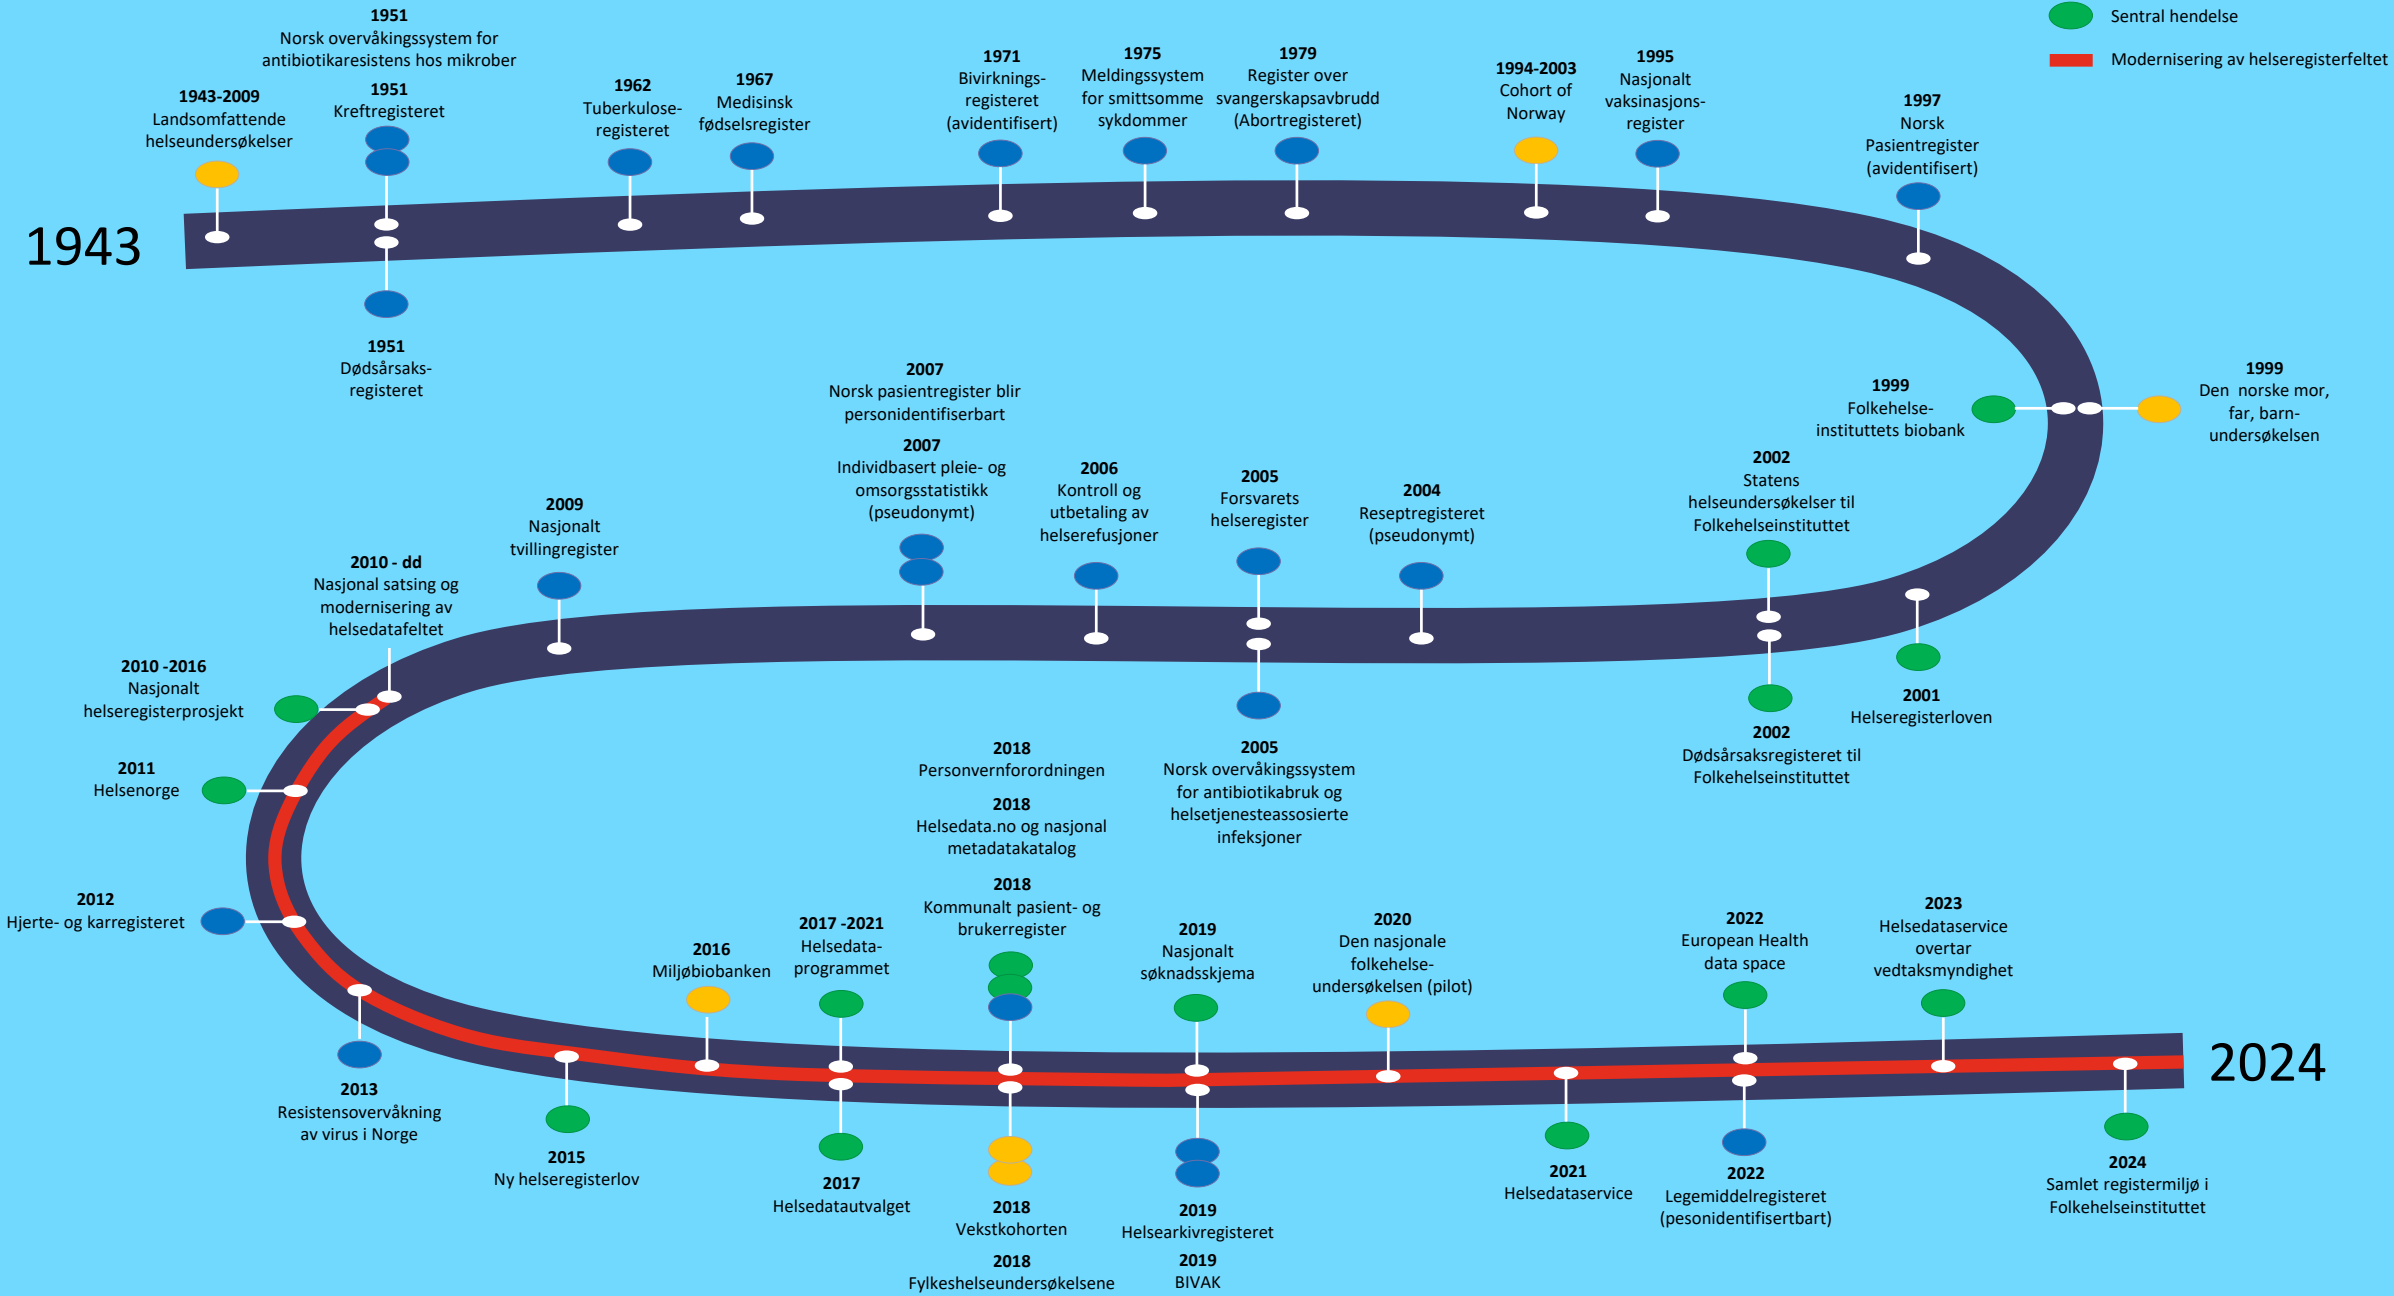 Sentral hendelse
Modernisering av helseregisterfeltet
1943
1943-2009
Landsomfattende
helseundersøkelser
1951
Norsk overvåkingssystem for
antibiotikaresistens hos mikrober
1951
Kreftregisteret
1951
Dødsårsaks-
registeret
1962
Tuberkulose-
registeret
1967
Medisinsk
fødselsregister
1971
Bivirknings-
registeret
(avidentifisert)
1975
Meldingssystem
for smittsomme
sykdommer
1979
Register over
svangerskapsavbrudd
(Abortregisteret)
1994-2003
Cohort of
Norway
1995
Nasjonalt
vaksinasjons-
register
1997
Norsk
Pasientregister
(avidentifisert)
1999
Folkehelse-
instituttets biobank
1999
Den  norske mor,
far, barn-
undersøkelsen
2001
Helseregisterloven
2002
Statens
helseundersøkelser til
Folkehelseinstituttet
2002
Dødsårsaksregisteret til
Folkehelseinstituttet
2004
Reseptregisteret
(pseudonymt)
2005
Forsvarets
helseregister
2005
Norsk overvåkingssystem
for antibiotikabruk og
helsetjenesteassosierte
infeksjoner
2006
Kontroll og
utbetaling av
helserefusjoner
2007
Norsk pasientregister blir
personidentifiserbart
2007
Individbasert pleie- og
omsorgsstatistikk
(pseudonymt)
2009
Nasjonalt
tvillingregister
2010 - dd
Nasjonal satsing og
modernisering av
helsedatafeltet
2010 -2016
Nasjonalt
helseregisterprosjekt
2011
Helsenorge
2012
Hjerte- og karregisteret
2013
Resistensovervåkning
av virus i Norge
2015
Ny helseregisterlov
2016
Miljøbiobanken
2017 -2021
Helsedata-
programmet
2017
Helsedatautvalget
2018
Personvernforordningen
2018
Helsedata.no og nasjonal
metadatakatalog
2018
Kommunalt pasient- og
brukerregister
2018
Vekstkohorten
2018
Fylkeshelseundersøkelsene
2019
Nasjonalt
søknadsskjema
2019
Helsearkivregisteret
2019
BIVAK
2020
Den nasjonale
folkehelse-
undersøkelsen (pilot)
2021
Helsedataservice
2022
European Health
data space
2022
Legemiddelregisteret
(pesonidentifisertbart)
2023
Helsedataservice
overtar
vedtaksmyndighet
2024
Samlet registermiljø i
Folkehelseinstituttet
2024